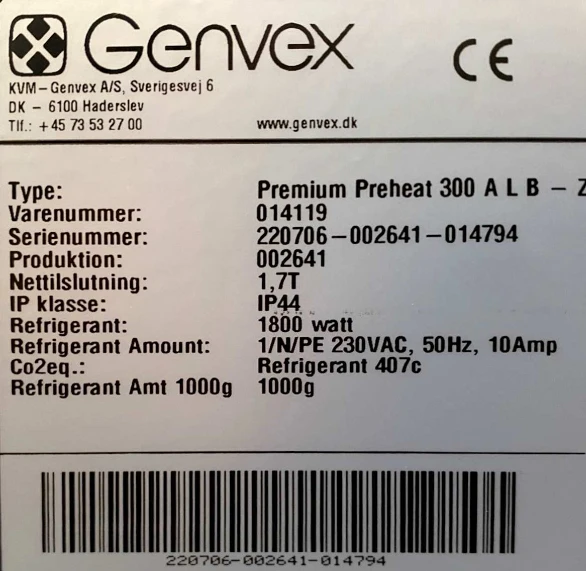 Genvex
CE
KVM-Genvex A/S, Sverigesvej 6
DK - 6100 Haderslev
Tlf.: +45 73 53 27 00 www.genvex.dk
Type: Premium Preheat 300 A L B - Z
Varenummer: 014119
Serienummer: 220706-002641-014794
Produktion: 002641
Nettilslutning: 1,7T
IP klasse: IP44
Refrigerant: 1800 watt
Refrigerant Amount: 1/N/PE 230VAC, 50Hz, 10Amp
Co2eq.: Refrigerant 407c
Refrigerant Amt 1000g 1000g
220706-002641-014794